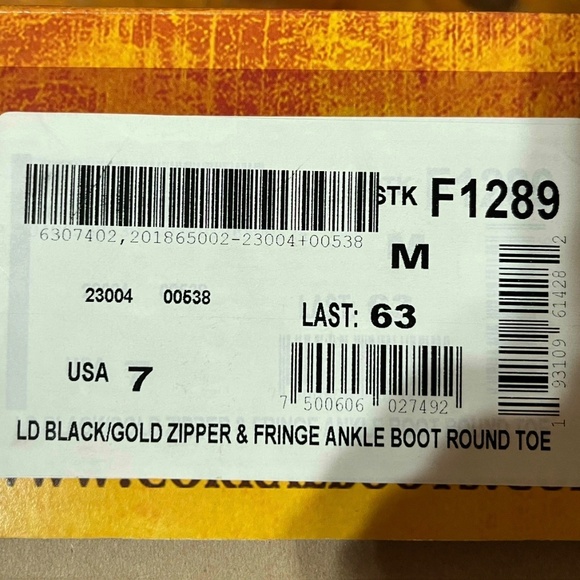 STK F1289
6307402,201865002-23004+00538
M
23004 00538
LAST: 63
USA 7
7 500606 027492
1 93109 61428 2
LD BLACK/GOLD ZIPPER & FRINGE ANKLE BOOT ROUND TOE